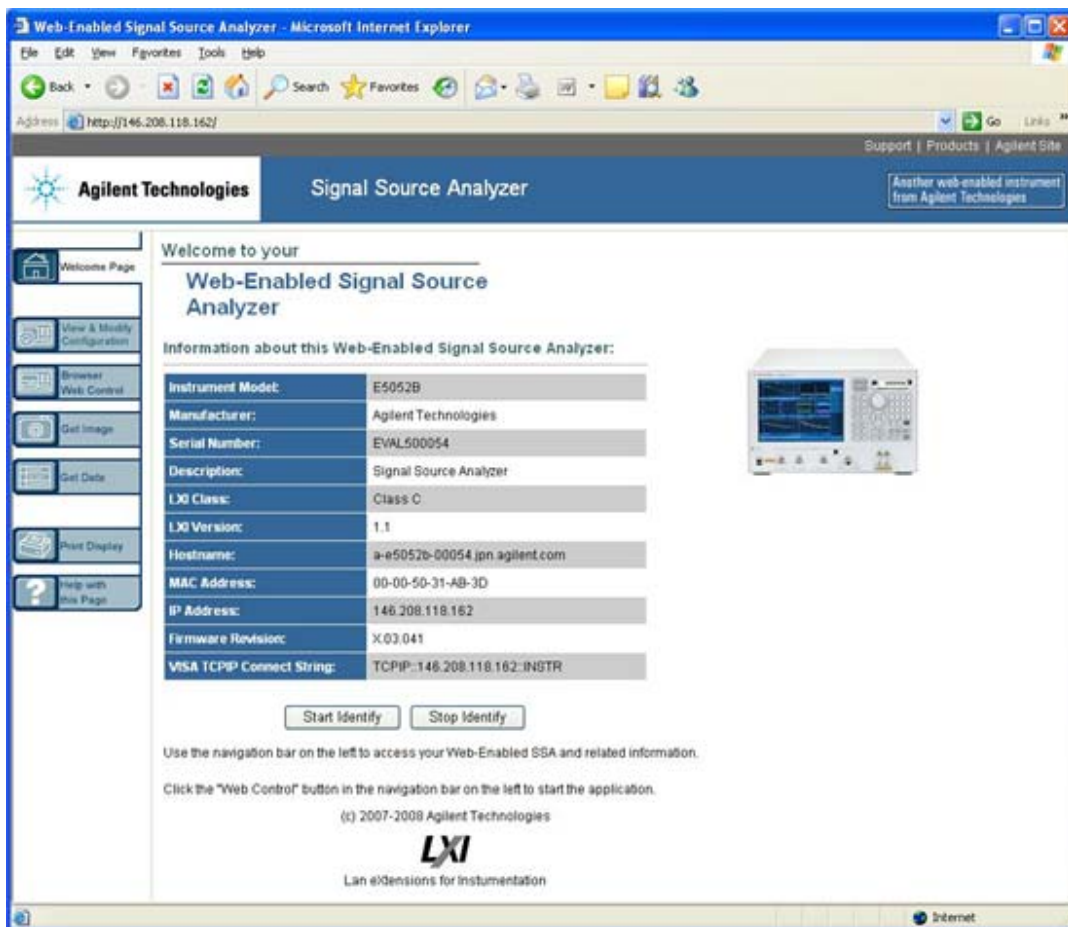 Web-Enabled Signal Source Analyzer - Microsoft Internet Explorer
File Edit View Favorites Tools Help
Back Search Favorites
Address http://146.208.118.162/ Go Links
Support | Products | Agilent Site
Agilent Technologies
Signal Source Analyzer
Another web-enabled instrument
from Agilent Technologies
Welcome Page
View & Modify
Configuration
Browser
Web Control
Get Image
Get Data
Print Display
Help with
this Page
Welcome to your
Web-Enabled Signal Source
Analyzer
Information about this Web-Enabled Signal Source Analyzer:
Instrument Model: E5052B
Manufacturer: Agilent Technologies
Serial Number: EVAL500054
Description: Signal Source Analyzer
LXI Class: Class C
LXI Version: 1.1
Hostname: a-e5052b-00054.jpn.agilent.com
MAC Address: 00-00-50-31-AB-3D
IP Address: 146.208.118.162
Firmware Revision: X.03.041
VISA TCPIP Connect String: TCPIP::146.208.118.162::INSTR
Start Identify Stop Identify
Use the navigation bar on the left to access your Web-Enabled SSA and related information.
Click the "Web Control" button in the navigation bar on the left to start the application.
(c) 2007-2008 Agilent Technologies
LXI
Lan eXtensions for Instumentation
Internet